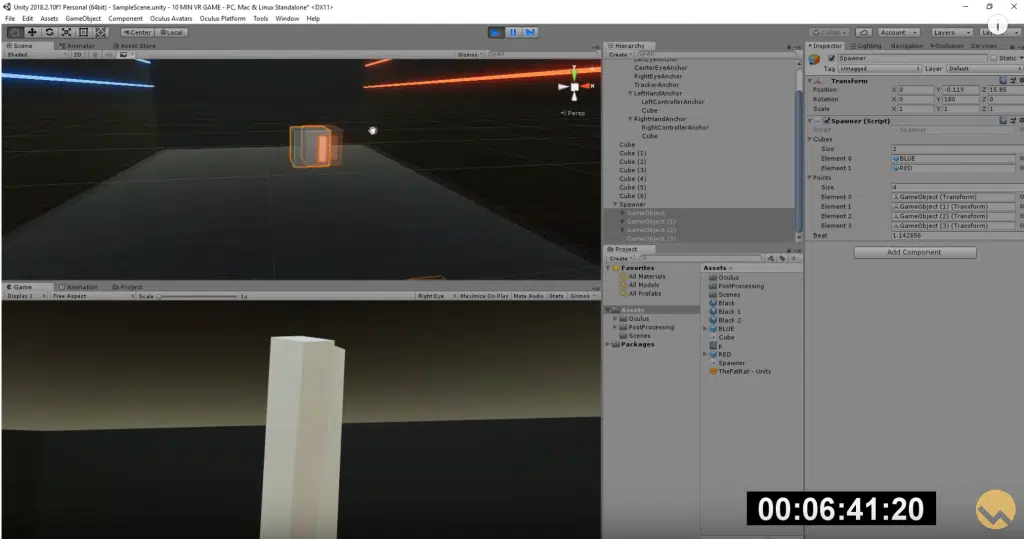 Unity 2018.2.10f1 Personal (64bit) - SampleScene.unity - 10 MIN VR GAME - PC, Mac & Linux Standalone* <DX11>
File Edit Assets GameObject Component Oculus Avatars Oculus Platform Tools Window Help
Center Local
Collab Account Layers
Scene Animator Asset Store
Shaded 2D Gizmos
Persp
Hierarchy
Create
LeftEyeAnchor
CenterEyeAnchor
RightEyeAnchor
TrackerAnchor
LeftHandAnchor
LeftControllerAnchor
Cube
RightHandAnchor
RightControllerAnchor
Cube
Cube
Cube (1)
Cube (2)
Cube (3)
Cube (4)
Cube (5)
Cube (6)
Spawner
GameObject
GameObject (1)
GameObject (2)
GameObject (3)
Inspector Lighting Navigation Occlusion Services
Spawner Static
Tag Untagged Layer Default
Transform
Position X 0 Y -0.119 Z 15.85
Rotation X 0 Y 180 Z 0
Scale X 1 Y 1 Z 1
Spawner (Script)
Script Spawner
Cubes
Size 2
Element 0 BLUE
Element 1 RED
Points
Size 4
Element 0 GameObject (Transform)
Element 1 GameObject (1) (Transform)
Element 2 GameObject (2) (Transform)
Element 3 GameObject (3) (Transform)
Beat 1.142856
Add Component
Project
Create
Favorites
All Materials
All Models
All Prefabs
Assets
Oculus
PostProcessing
Scenes
Packages
Assets
Oculus
PostProcessing
Scenes
Black
Black 1
Black 2
BLUE
Cube
p
RED
Spawner
TheFatRat - Unity
Game Animation Project
Display 1 Free Aspect Scale 1x Right Eye Maximize On Play Mute Audio Stats Gizmos
00:06:41:20